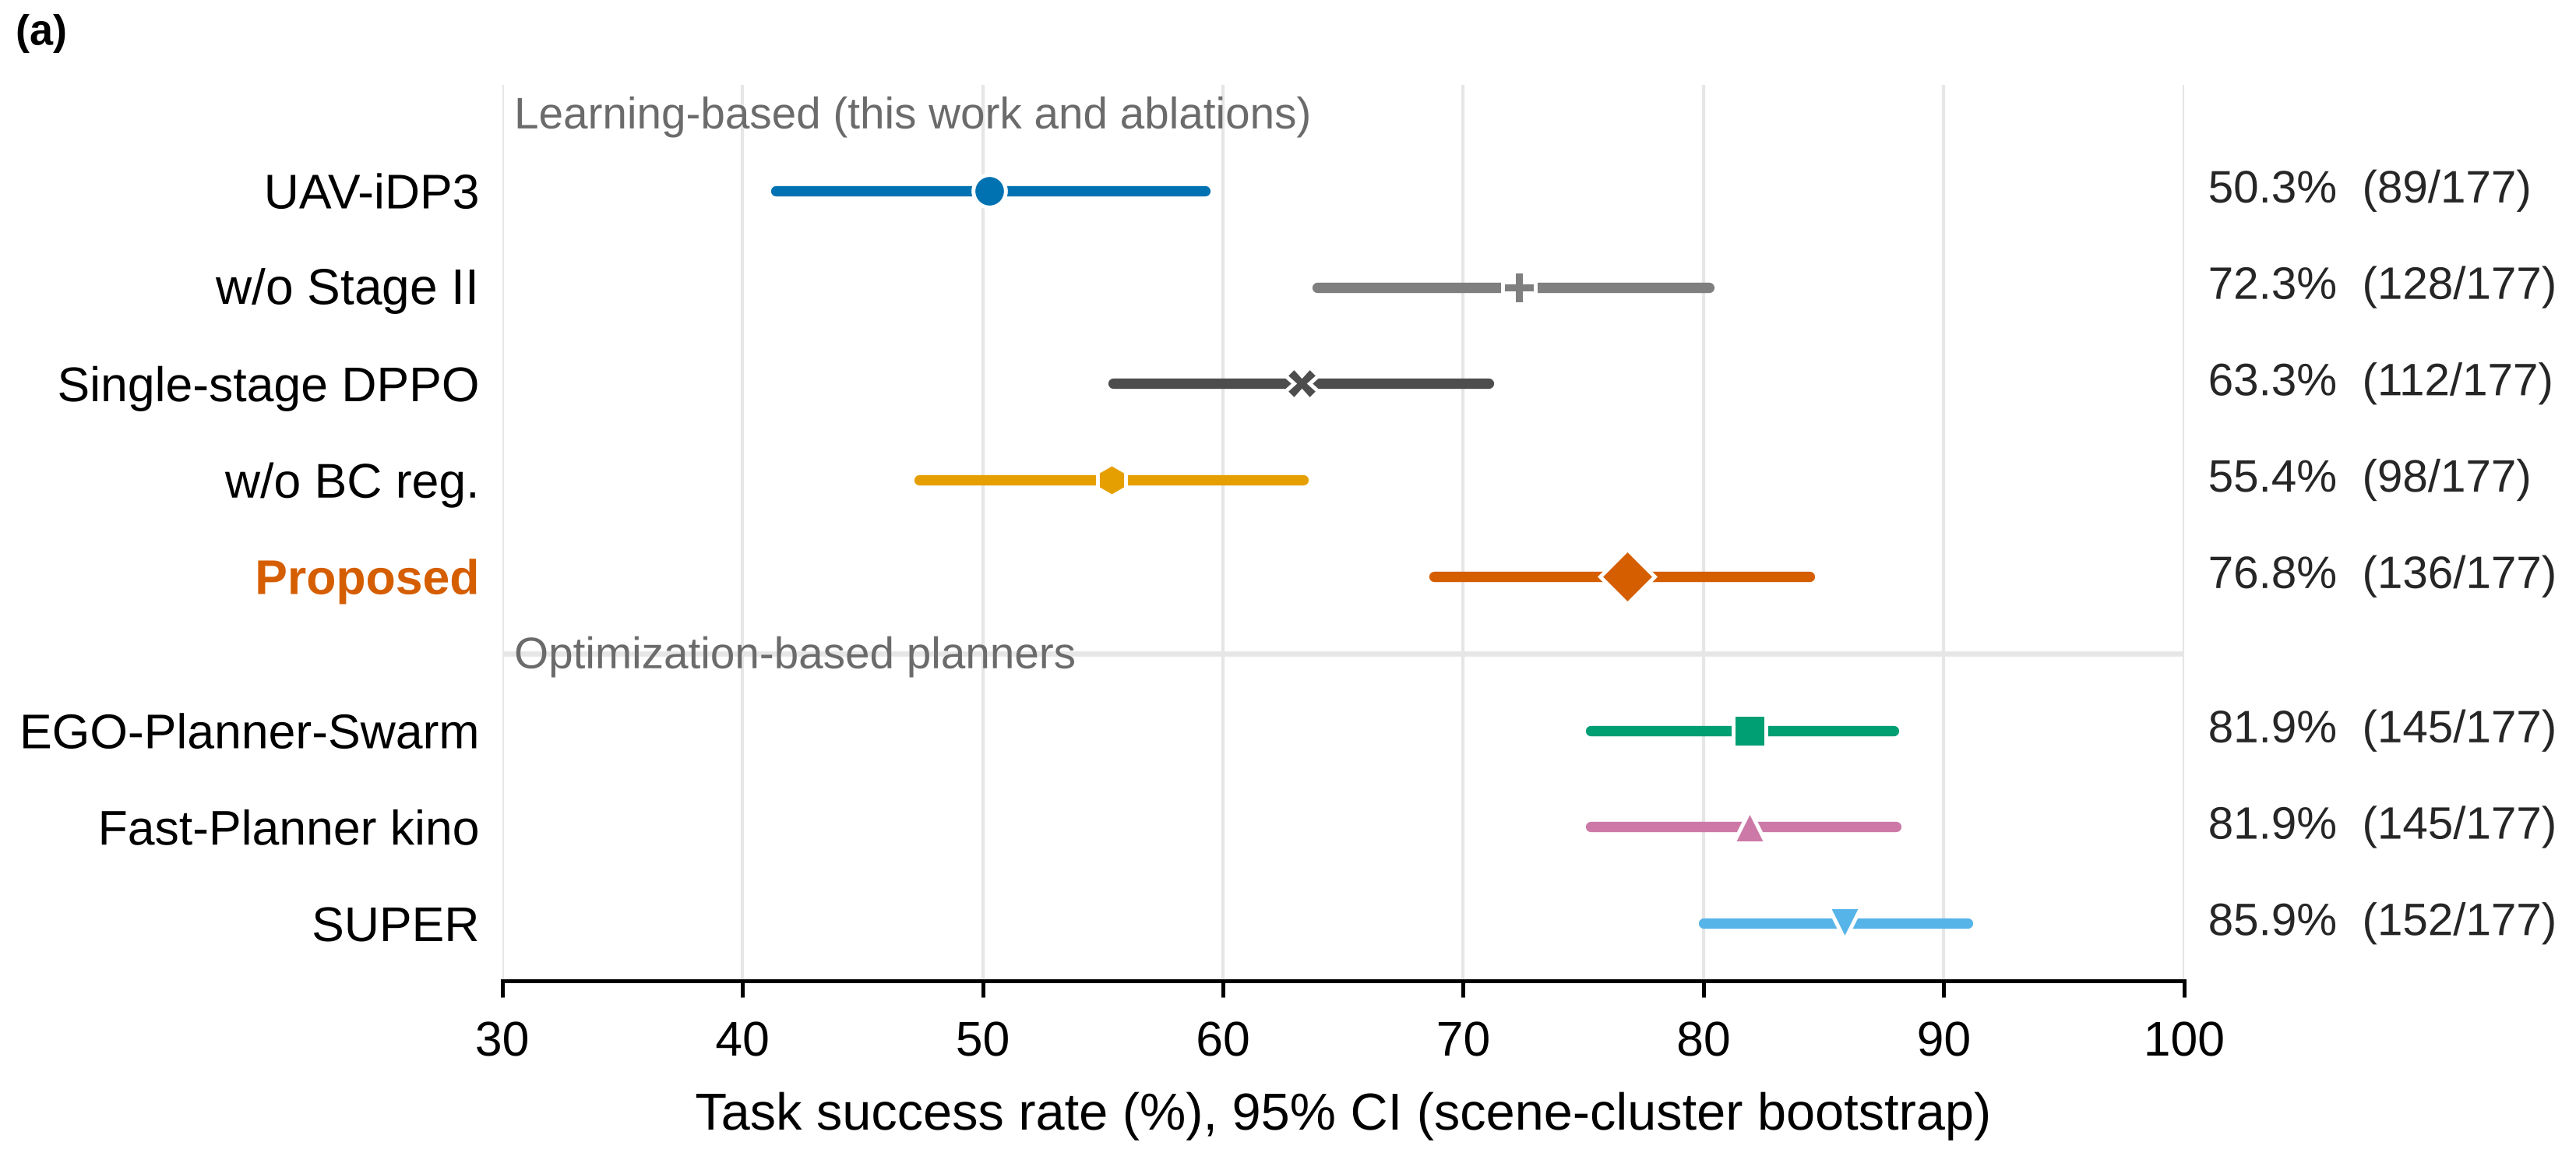 (a)
Learning-based (this work and ablations)
UAV-iDP3 50.3% (89/177)
w/o Stage II 72.3% (128/177)
Single-stage DPPO 63.3% (112/177)
w/o BC reg. 55.4% (98/177)
Proposed 76.8% (136/177)
Optimization-based planners
EGO-Planner-Swarm 81.9% (145/177)
Fast-Planner kino 81.9% (145/177)
SUPER 85.9% (152/177)
30 40 50 60 70 80 90 100
Task success rate (%), 95% CI (scene-cluster bootstrap)